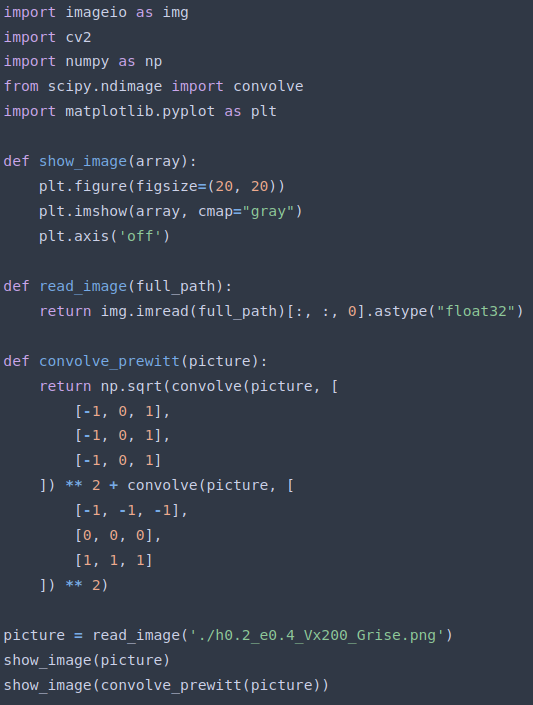 import imageio as img
import cv2
import numpy as np
from scipy.ndimage import convolve
import matplotlib.pyplot as plt

def show_image(array):
    plt.figure(figsize=(20, 20))
    plt.imshow(array, cmap="gray")
    plt.axis('off')

def read_image(full_path):
    return img.imread(full_path)[:, :, 0].astype("float32")

def convolve_prewitt(picture):
    return np.sqrt(convolve(picture, [
        [-1, 0, 1],
        [-1, 0, 1],
        [-1, 0, 1]
    ]) ** 2 + convolve(picture, [
        [-1, -1, -1],
        [0, 0, 0],
        [1, 1, 1]
    ]) ** 2)

picture = read_image('./h0.2_e0.4_Vx200_Grise.png')
show_image(picture)
show_image(convolve_prewitt(picture))